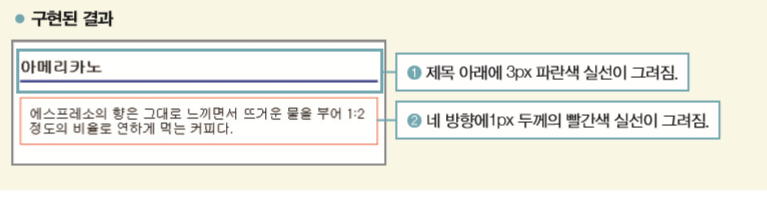 ● 구현된 결과
아메리카노
❶ 제목 아래에 3px 파란색 실선이 그려짐.
에스프레소의 향은 그대로 느끼면서 뜨거운 물을 부어 1:2
정도의 비율로 연하게 먹는 커피다.
❷ 네 방향에1px 두께의 빨간색 실선이 그려짐.